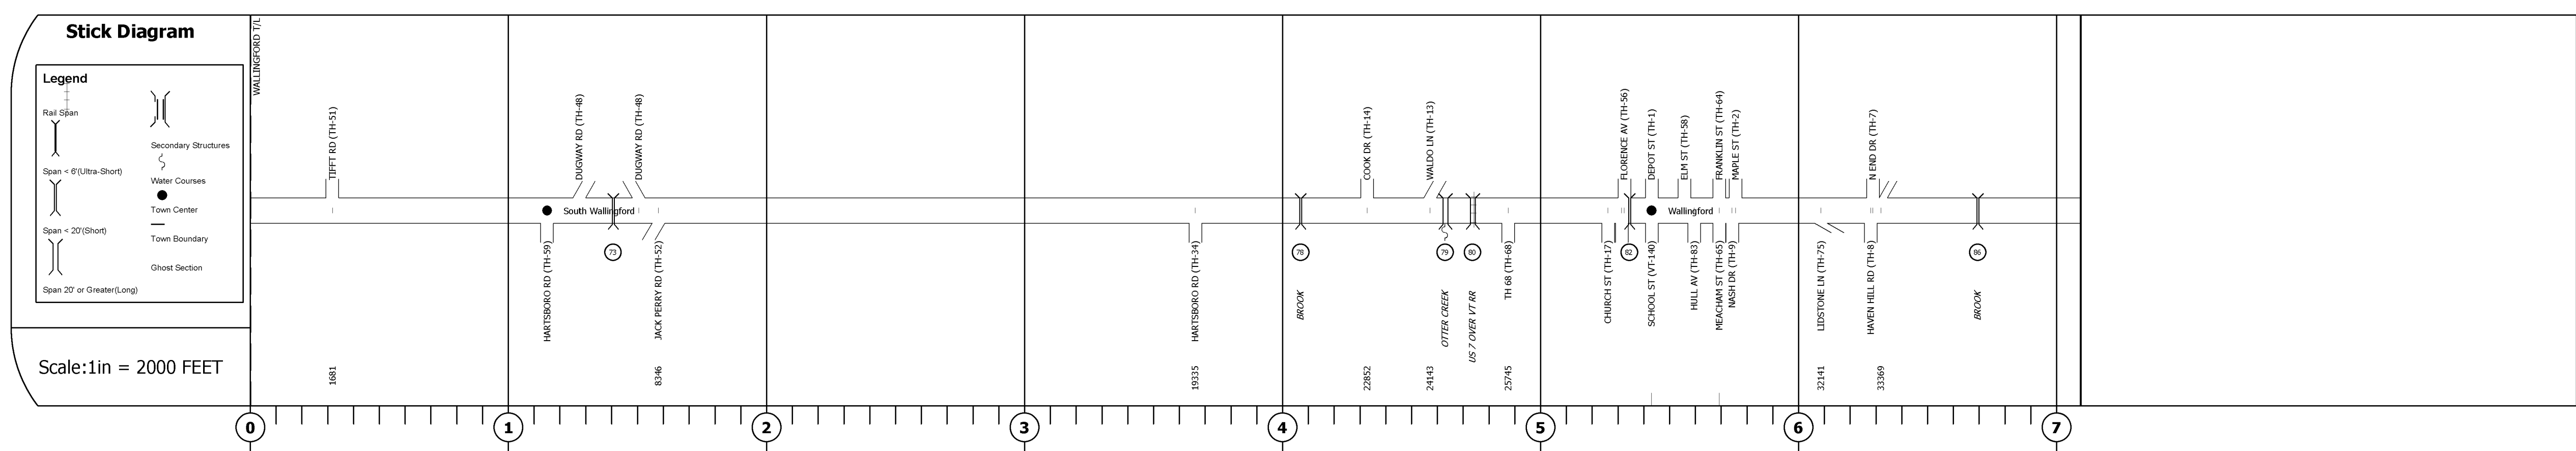 Stick Diagram
Legend
Rail Span
Span < 6'(Ultra-Short)
Span < 20'(Short)
Span 20' or Greater(Long)
Secondary Structures
Water Courses
Town Center
Town Boundary
Ghost Section
Scale:1in = 2000 FEET
WALLINGFORD T/L
TIFFT RD (TH-51)
DUGWAY RD (TH-48)
DUGWAY RD (TH-48)
COOK DR (TH-14)
WALDO LN (TH-13)
FLORENCE AV (TH-56)
DEPOT ST (TH-1)
ELM ST (TH-58)
FRANKLIN ST (TH-64)
MAPLE ST (TH-2)
N END DR (TH-7)
South Wallingford
Wallingford
73
78
79
80
82
86
HARTSBORO RD (TH-59)
JACK PERRY RD (TH-52)
HARTSBORO RD (TH-34)
BROOK
OTTER CREEK
US 7 OVER VT RR
TH 68 (TH-68)
CHURCH ST (TH-17)
SCHOOL ST (VT-140)
HULL AV (TH-83)
MEACHAM ST (TH-65)
NASH DR (TH-9)
LIDSTONE LN (TH-75)
HAVEN HILL RD (TH-8)
BROOK
1681
8346
19335
22852
24143
25745
32141
33369
0
1
2
3
4
5
6
7